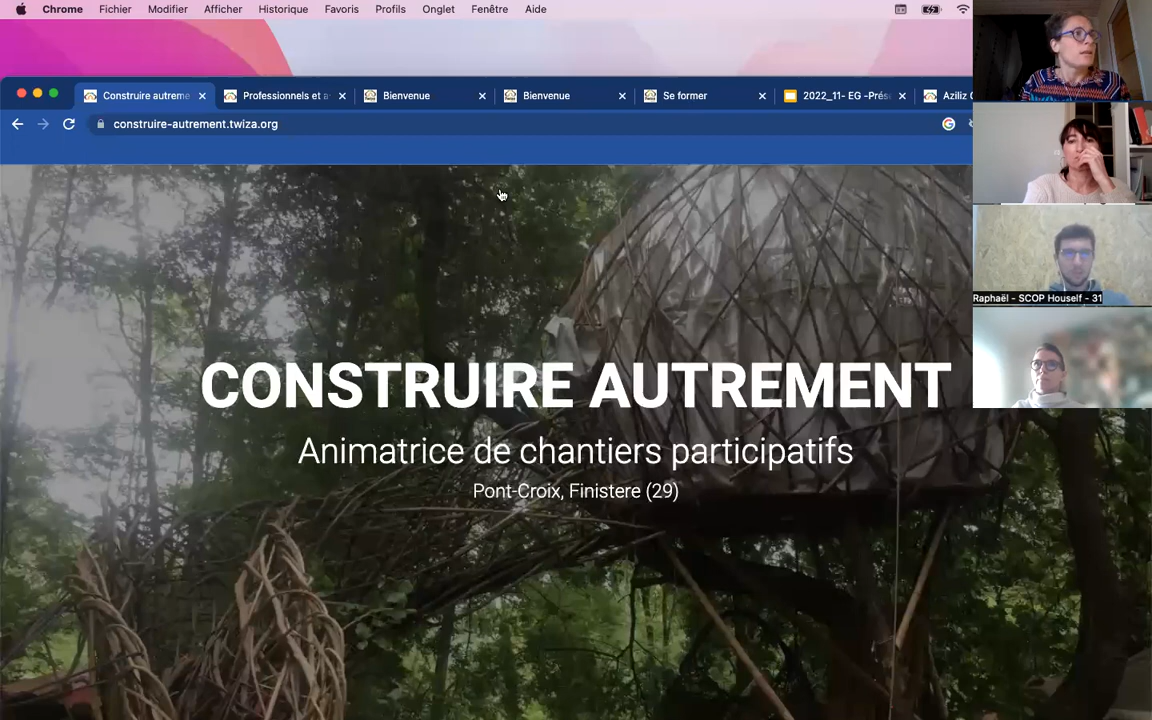 Chrome Fichier Modifier Afficher Historique Favoris Profils Onglet Fenêtre Aide
Construire autreme Professionnels et a Bienvenue Bienvenue Se former 2022_11- EG -Prés Aziliz
construire-autrement.twiza.org
Raphaël - SCOP Houself - 31
CONSTRUIRE AUTREMENT
Animatrice de chantiers participatifs
Pont-Croix, Finistere (29)